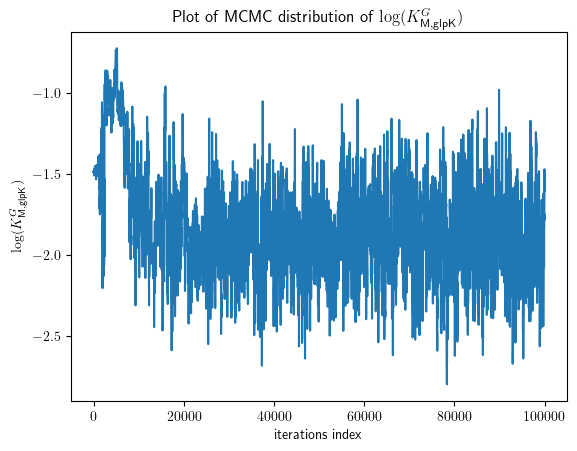 Plot of MCMC distribution of log(K^G_M,glpK)
log(K^G_M,glpK)
−1.0
−1.5
−2.0
−2.5
0 20000 40000 60000 80000 100000
iterations index